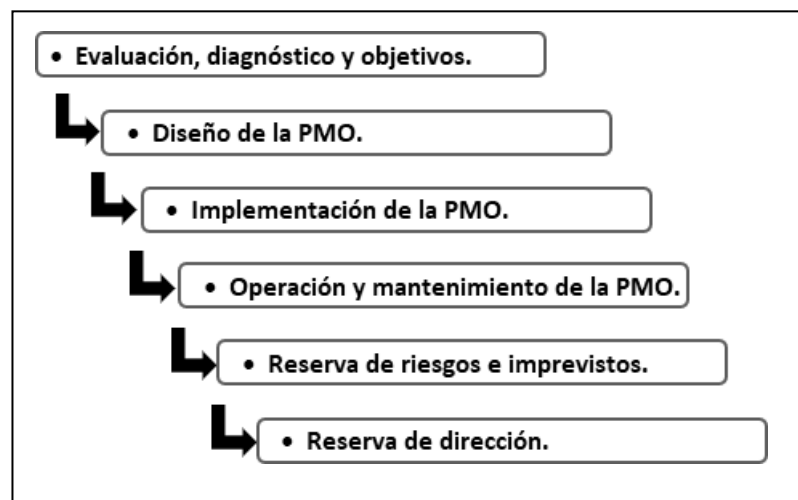 • Evaluación, diagnóstico y objetivos.
• Diseño de la PMO.
• Implementación de la PMO.
• Operación y mantenimiento de la PMO.
• Reserva de riesgos e imprevistos.
• Reserva de dirección.